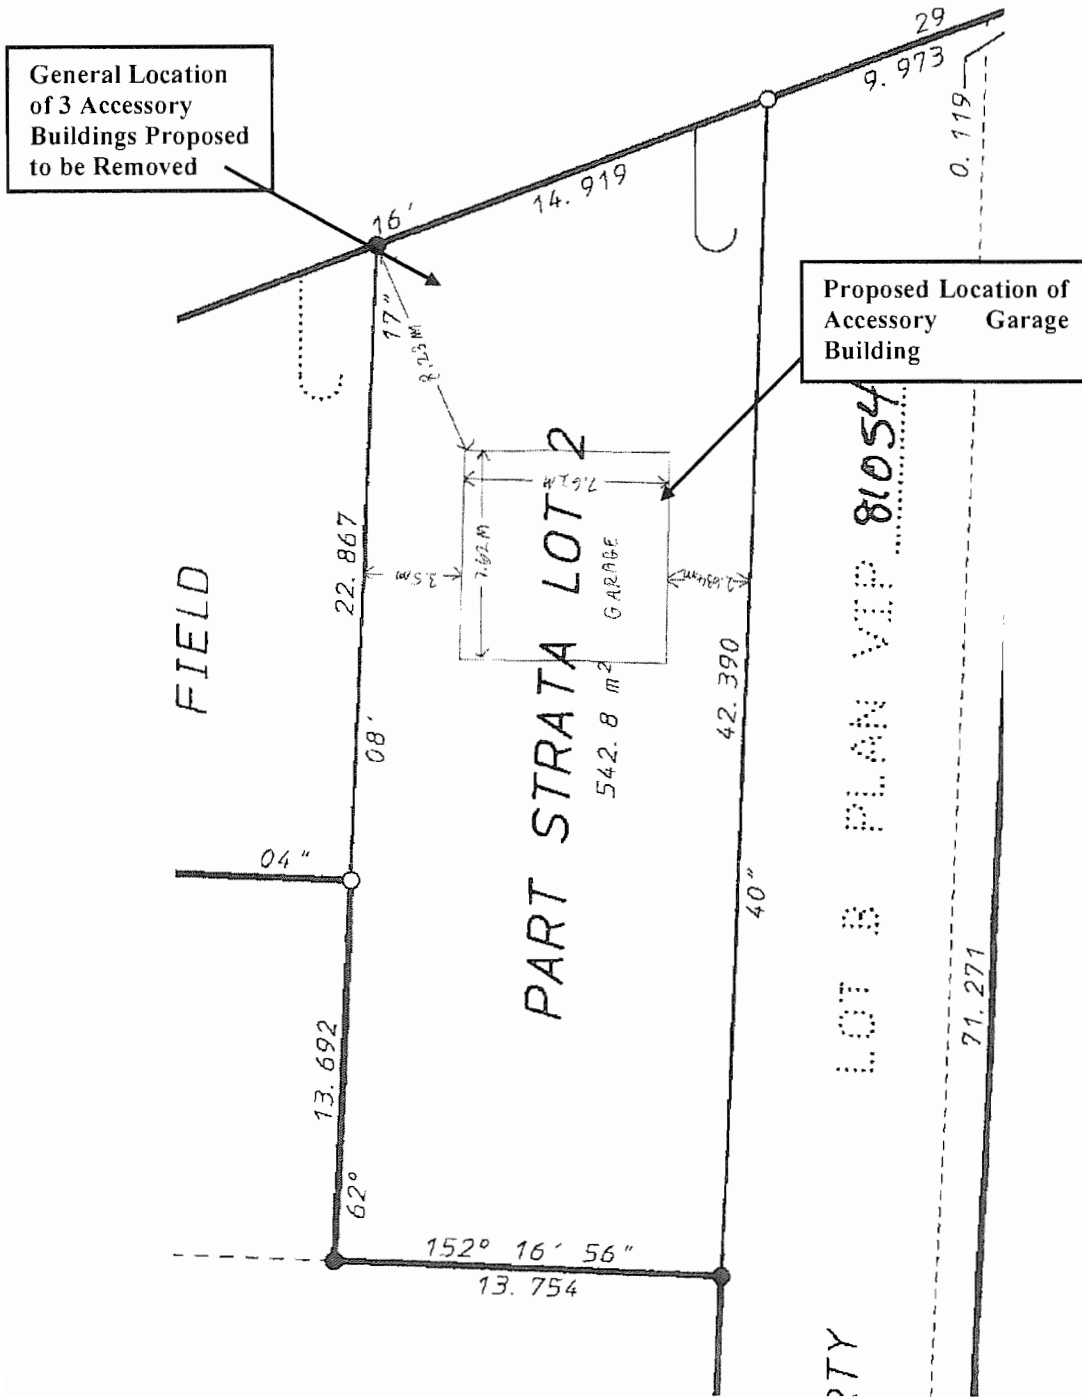 General Location
of 3 Accessory
Buildings Proposed
to be Removed
29
9.973
0.119
16'
14.919
17"
8.23M
Proposed Location of
Accessory Garage
Building
7.62M
7.62M
3.5m
GARAGE
2.634m
22.867
08'
FIELD
PART STRATA LOT 2
542.8 m²
42.390
40"
LOT B PLAN VIP 81054
71.271
04"
13.692
62°
152° 16' 56"
13.754
RTY